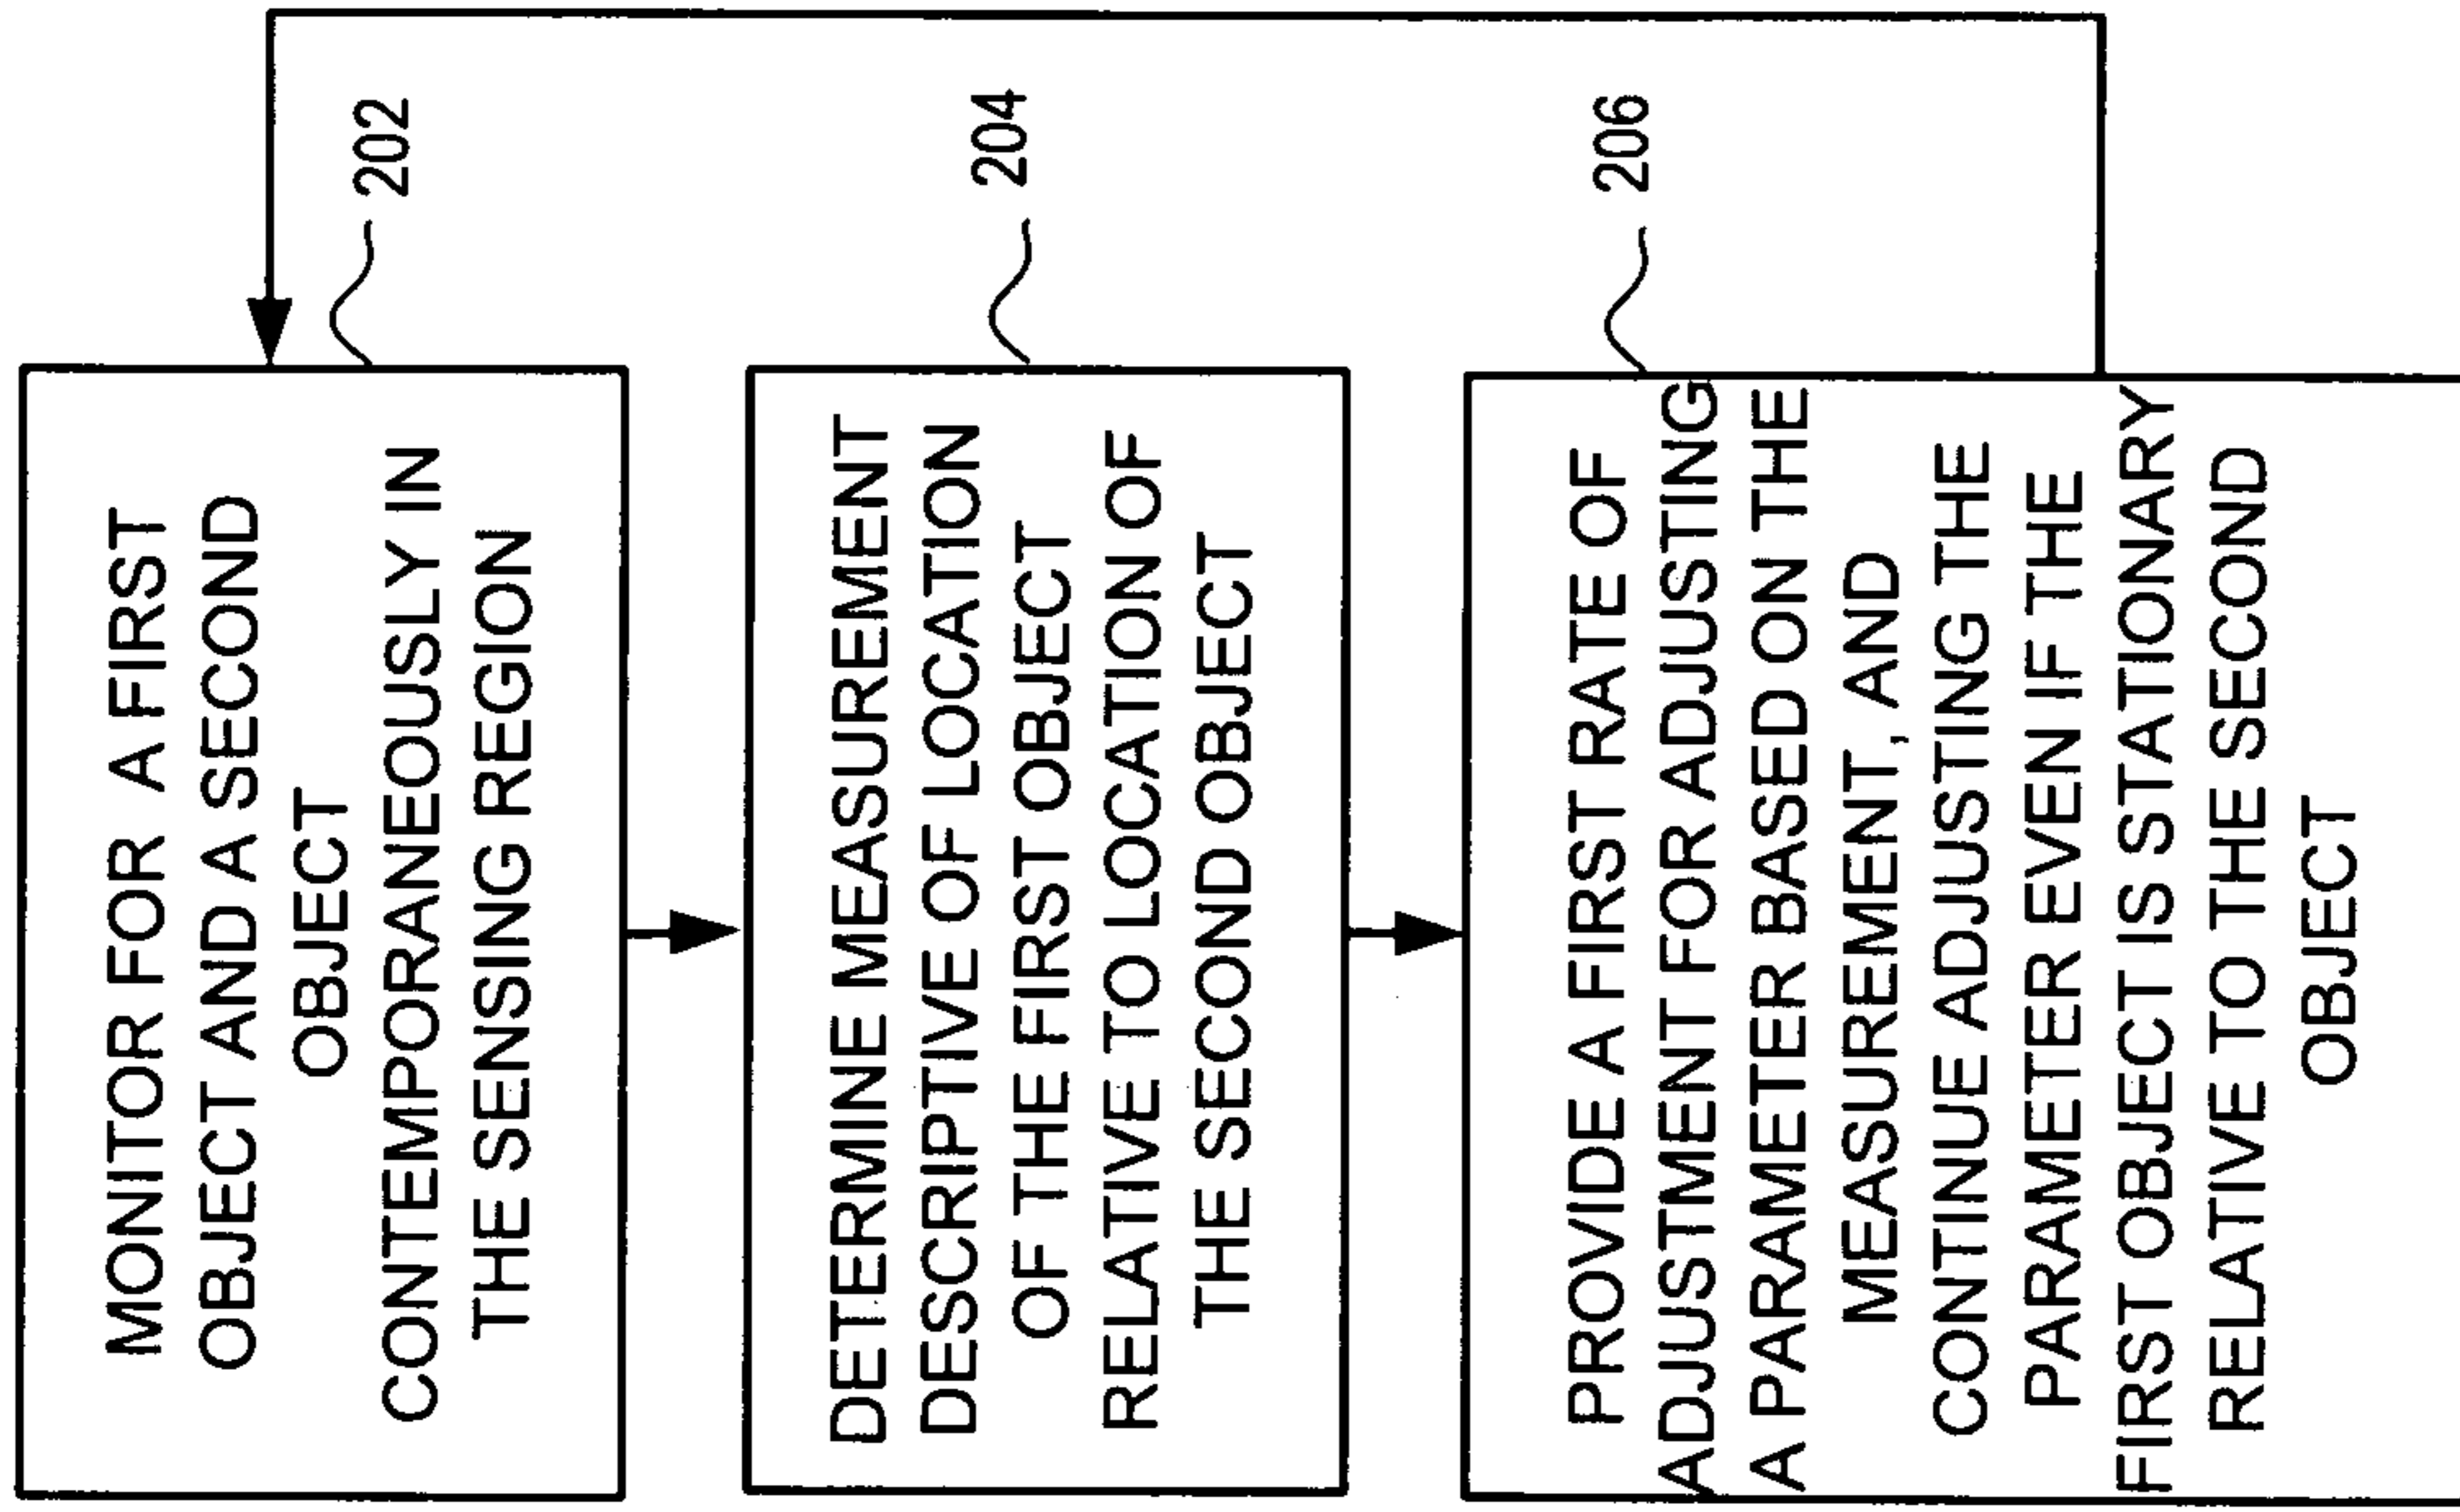 MONITOR FOR A FIRST
OBJECT AND A SECOND
OBJECT
CONTEMPORANEOUSLY IN
THE SENSING REGION
202
DETERMINE MEASUREMENT
DESCRIPTIVE OF LOCATION
OF THE FIRST OBJECT
RELATIVE TO LOCATION OF
THE SECOND OBJECT
204
PROVIDE A FIRST RATE OF
ADJUSTMENT FOR ADJUSTING
A PARAMETER BASED ON THE
MEASUREMENT, AND
CONTINUE ADJUSTING THE
PARAMETER EVEN IF THE
FIRST OBJECT IS STATIONARY
RELATIVE TO THE SECOND
OBJECT
206